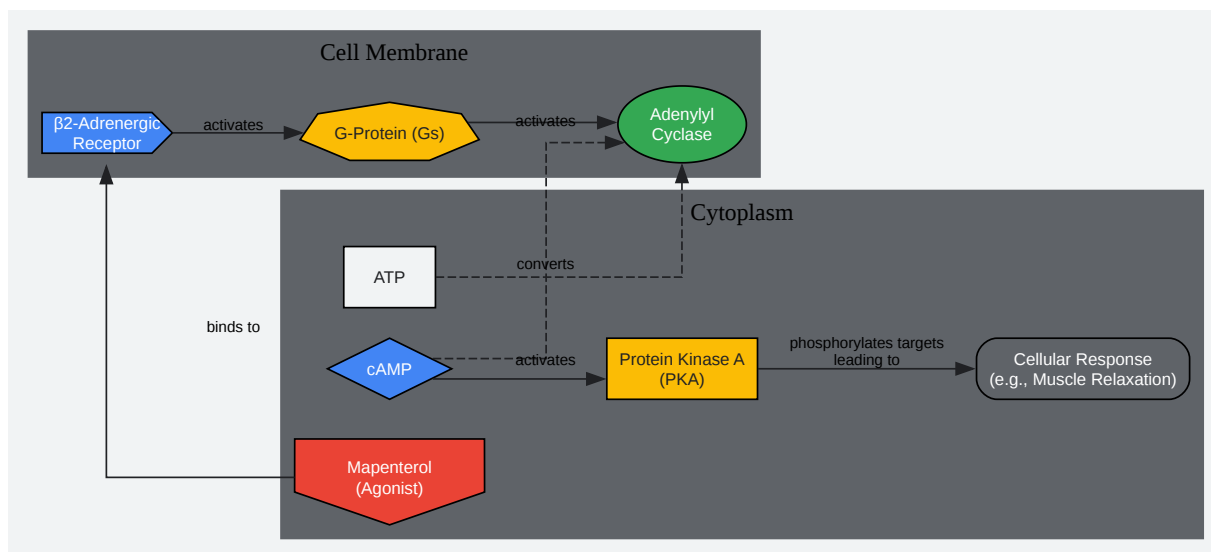 Cell Membrane
β2-Adrenergic
Receptor
activates
G-Protein (Gs)
activates
Adenylyl
Cyclase
Cytoplasm
ATP
converts
binds to
cAMP
activates
Protein Kinase A
(PKA)
phosphorylates targets
leading to
Cellular Response
(e.g., Muscle Relaxation)
Mapenterol
(Agonist)